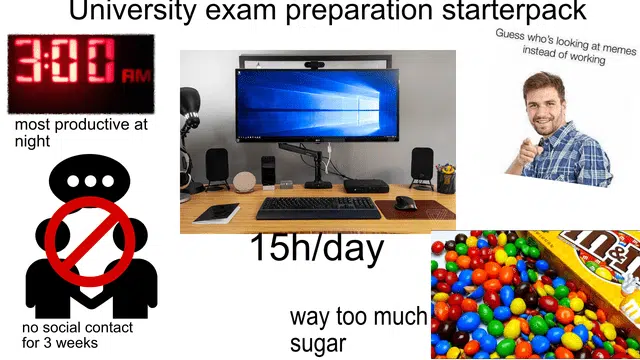 University exam preparation starterpack
Guess who's looking at memes
instead of working
3:00 AM
most productive at
night
15h/day
no social contact
for 3 weeks
way too much
sugar
m&m's